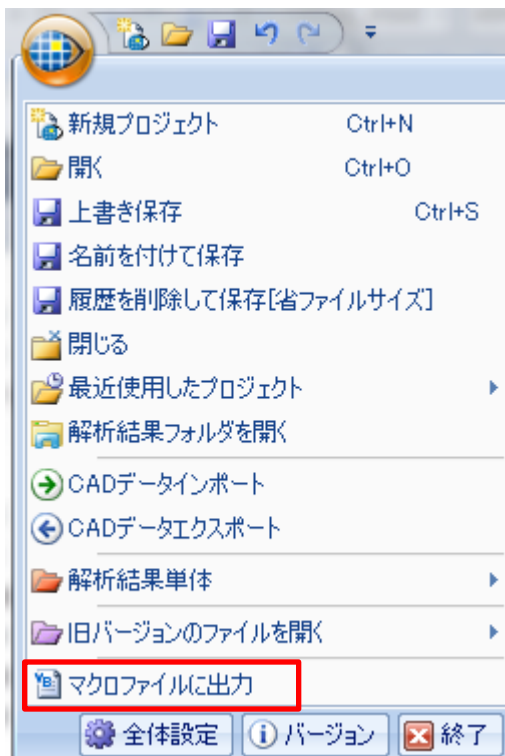 新規プロジェクト Ctrl+N
開く Ctrl+O
上書き保存 Ctrl+S
名前を付けて保存
履歴を削除して保存[省ファイルサイズ]
閉じる
最近使用したプロジェクト
解析結果フォルダを開く
CADデータインポート
CADデータエクスポート
解析結果単体
旧バージョンのファイルを開く
マクロファイルに出力
全体設定 バージョン 終了